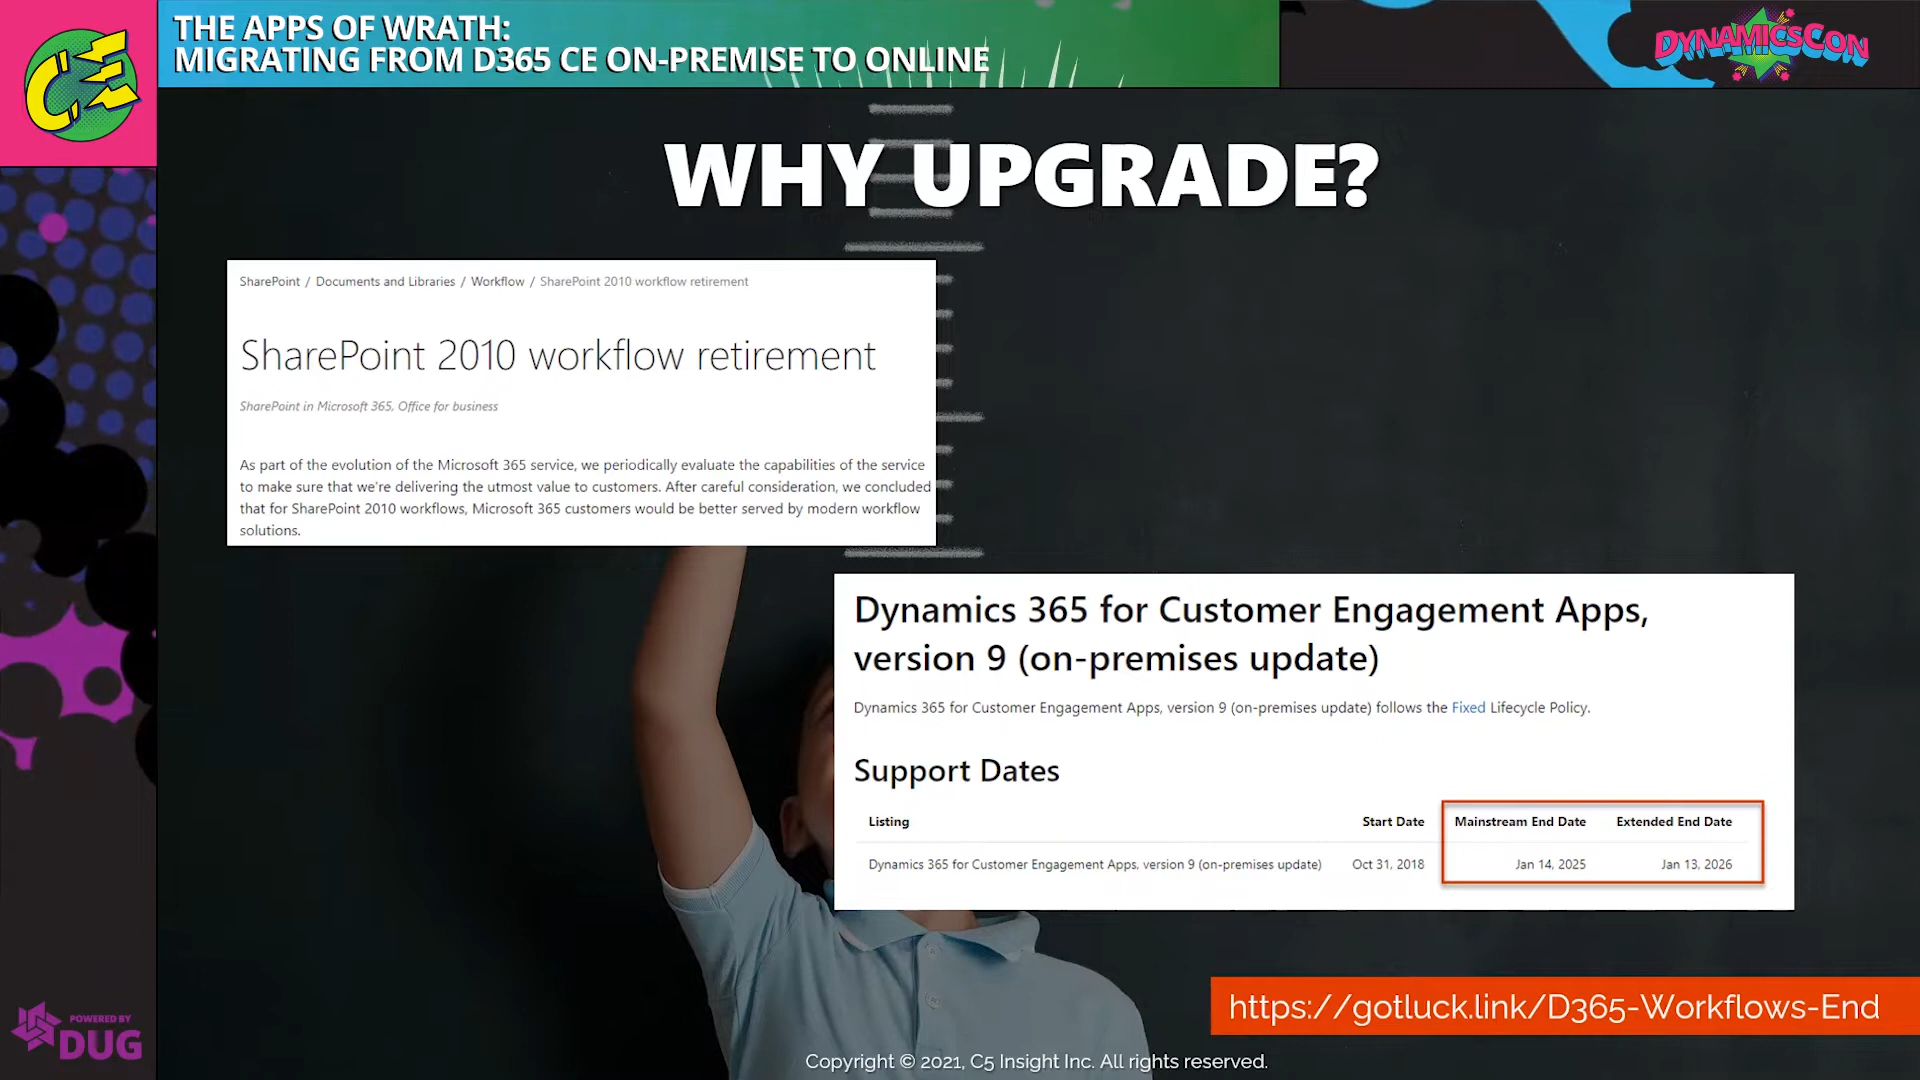 CE
THE APPS OF WRATH:
MIGRATING FROM D365 CE ON-PREMISE TO ONLINE
DYNAMICSCON
WHY UPGRADE?
SharePoint / Documents and Libraries / Workflow / SharePoint 2010 workflow retirement
SharePoint 2010 workflow retirement
SharePoint in Microsoft 365, Office for business
As part of the evolution of the Microsoft 365 service, we periodically evaluate the capabilities of the service
to make sure that we're delivering the utmost value to customers. After careful consideration, we concluded
that for SharePoint 2010 workflows, Microsoft 365 customers would be better served by modern workflow
solutions.
Dynamics 365 for Customer Engagement Apps,
version 9 (on-premises update)
Dynamics 365 for Customer Engagement Apps, version 9 (on-premises update) follows the Fixed Lifecycle Policy.
Support Dates
Listing Start Date Mainstream End Date Extended End Date
Dynamics 365 for Customer Engagement Apps, version 9 (on-premises update) Oct 31, 2018 Jan 14, 2025 Jan 13, 2026
https://gotluck.link/D365-Workflows-End
POWERED BY
DUG
Copyright © 2021, C5 Insight Inc. All rights reserved.